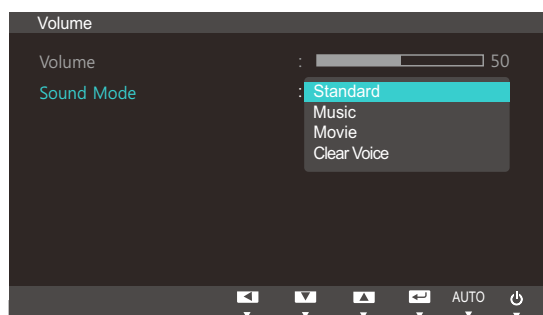 Volume
Volume : 50
Sound Mode : Standard
Music
Movie
Clear Voice
AUTO